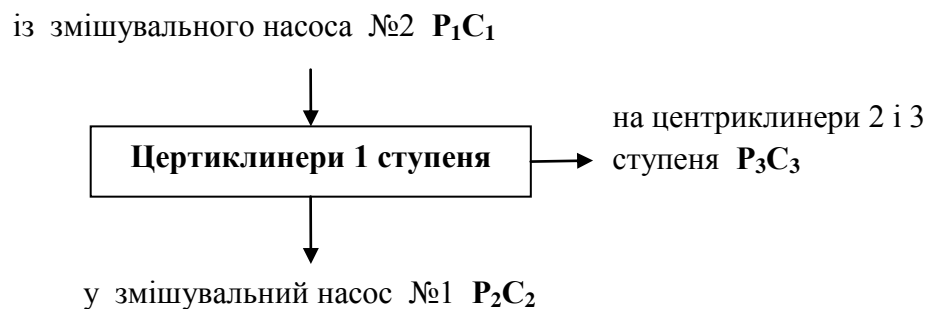 із змішувального насоса №2 P₁C₁
на центриклинери 2 і 3
Цертиклинери 1 ступеня
ступеня P₃C₃
у змішувальний насос №1 P₂C₂